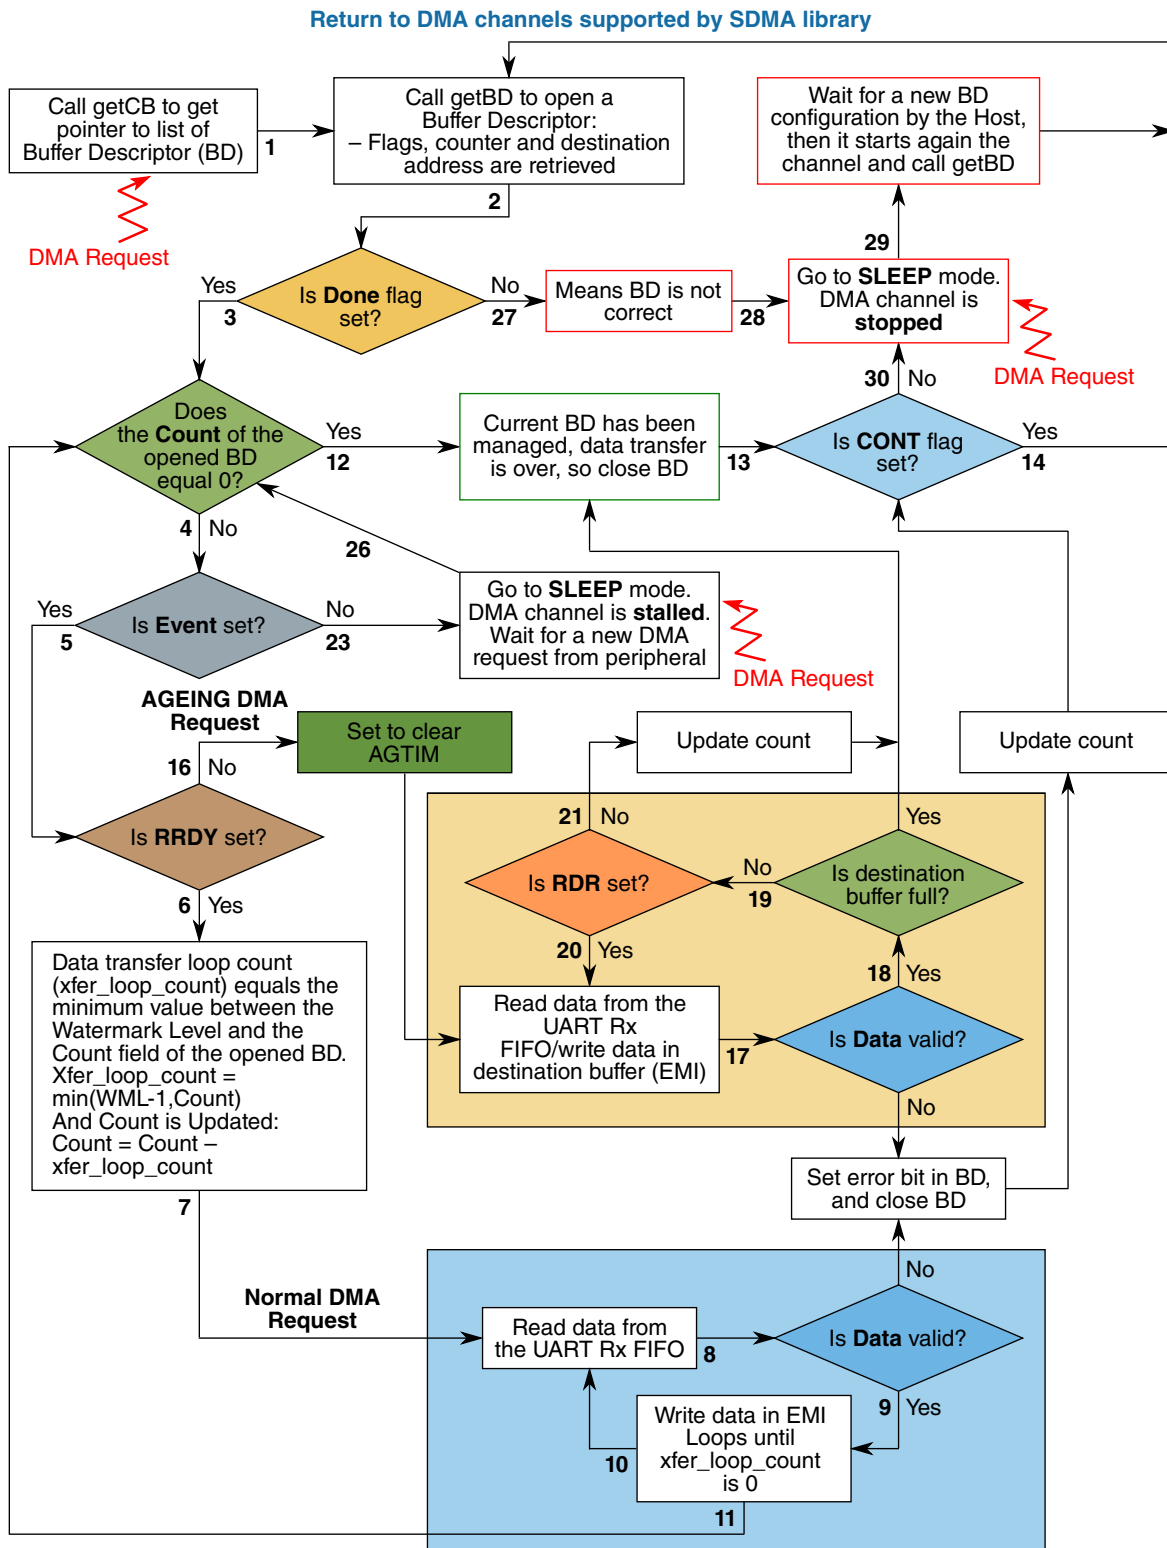 Return to DMA channels supported by SDMA library
Call getCB to get
pointer to list of
Buffer Descriptor (BD)
1
DMA Request
Call getBD to open a
Buffer Descriptor:
– Flags, counter and destination
address are retrieved
2
Wait for a new BD
configuration by the Host,
then it starts again the
channel and call getBD
29
Yes
3
Is Done flag
set?
No
27
Means BD is not
correct
28
Go to SLEEP mode.
DMA channel is
stopped
DMA Request
30
No
Does
the Count of the
opened BD
equal 0?
Yes
12
Current BD has been
managed, data transfer
is over, so close BD
13
Is CONT flag
set?
Yes
14
4
No
26
Yes
5
Is Event set?
No
23
Go to SLEEP mode.
DMA channel is stalled.
Wait for a new DMA
request from peripheral
DMA Request
AGEING DMA
Request
16
No
Set to clear
AGTIM
Update count
Update count
Is RRDY set?
21
No
Yes
Is RDR set?
No
19
Is destination
buffer full?
6
Yes
20
Yes
18
Yes
Data transfer loop count
(xfer_loop_count) equals the
minimum value between the
Watermark Level and the
Count field of the opened BD.
Xfer_loop_count =
min(WML-1,Count)
And Count is Updated:
Count = Count –
xfer_loop_count
7
Read data from the
UART Rx
FIFO/write data in
destination buffer (EMI)
17
Is Data valid?
No
Set error bit in BD,
and close BD
No
Normal DMA
Request
Read data from
the UART Rx FIFO
8
Is Data valid?
9
Yes
Write data in EMI
Loops until
xfer_loop_count
is 0
10
11